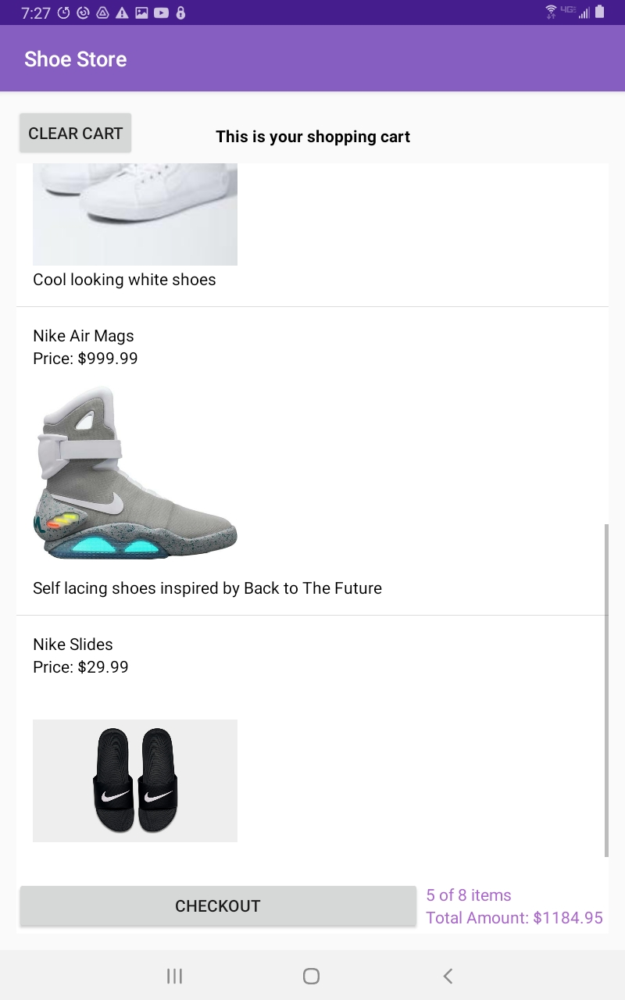 7:27
4GE
Shoe Store
CLEAR CART
This is your shopping cart
Cool looking white shoes
Nike Air Mags
Price: $999.99
Self lacing shoes inspired by Back to The Future
Nike Slides
Price: $29.99
CHECKOUT
5 of 8 items
Total Amount: $1184.95